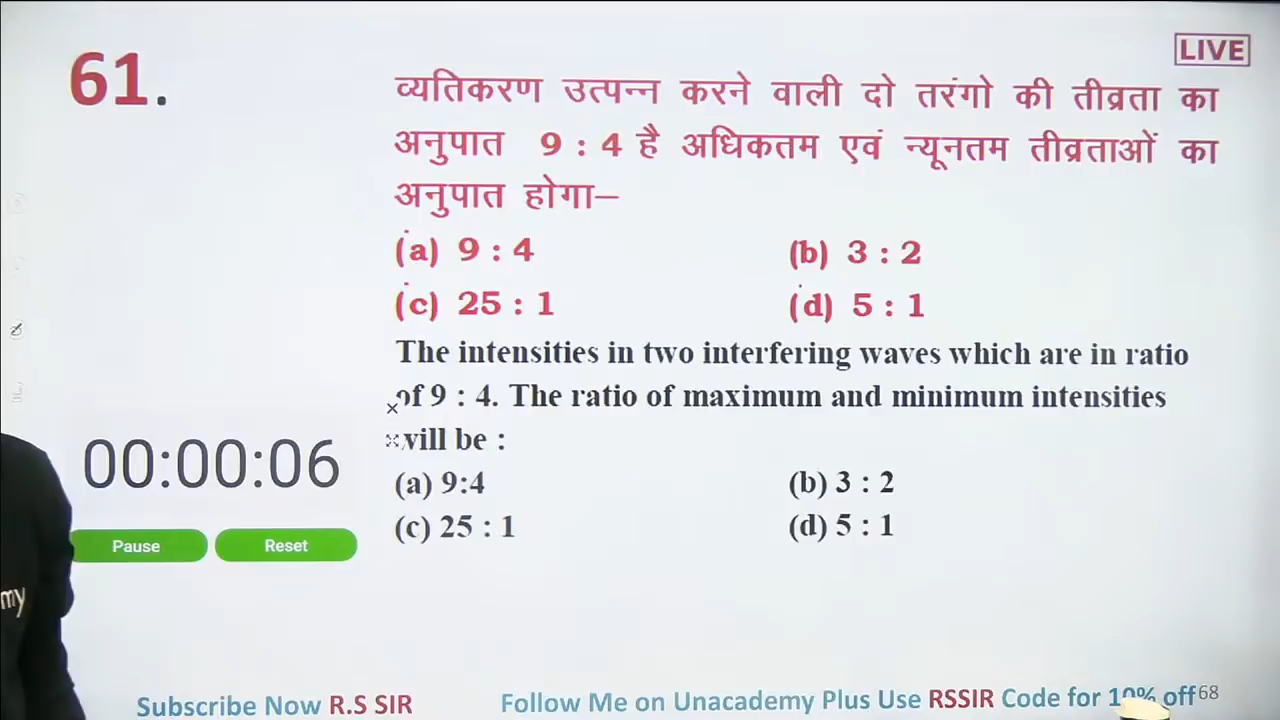 61.
LIVE
व्यतिकरण उत्पन्न करने वाली दो तरंगो की तीव्रता का
अनुपात 9 : 4 है अधिकतम एवं न्यूनतम तीव्रताओं का
अनुपात होगा–
(a) 9 : 4 (b) 3 : 2
(c) 25 : 1 (d) 5 : 1
The intensities in two interfering waves which are in ratio
of 9 : 4. The ratio of maximum and minimum intensities
will be :
(a) 9:4 (b) 3 : 2
(c) 25 : 1 (d) 5 : 1
00:00:06
Pause Reset
my
Subscribe Now R.S SIR Follow Me on Unacademy Plus Use RSSIR Code for 10% off 68